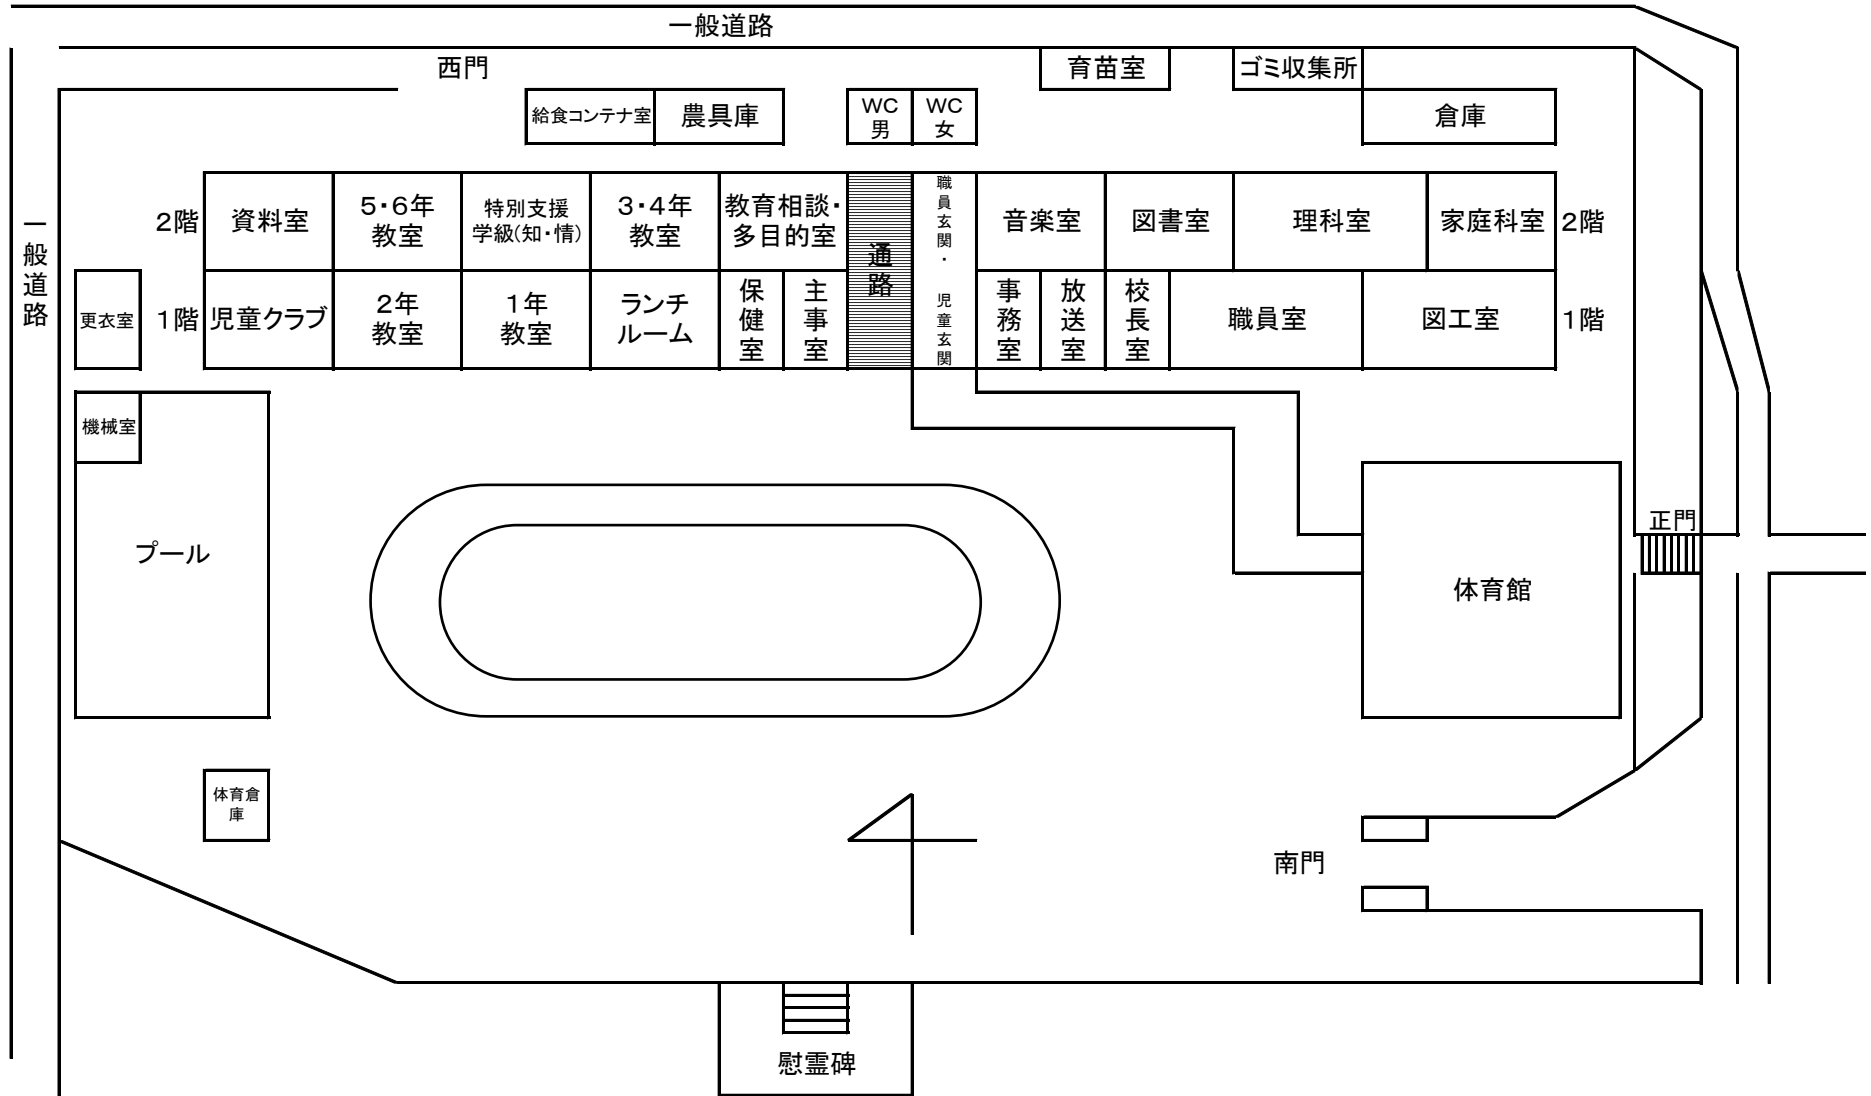 一般道路
西門
育苗室
ゴミ収集所
給食コンテナ室
農具庫
WC
男
WC
女
倉庫
一般道路
2階
資料室
5・6年
教室
特別支援
学級(知・情)
3・4年
教室
教育相談・
多目的室
通路
職員玄関・児童玄関
音楽室
図書室
理科室
家庭科室
2階
更衣室
1階
児童クラブ
2年
教室
1年
教室
ランチ
ルーム
保健室
主事室
事務室
放送室
校長室
職員室
図工室
1階
機械室
プール
正門
体育館
体育倉
庫
南門
慰霊碑